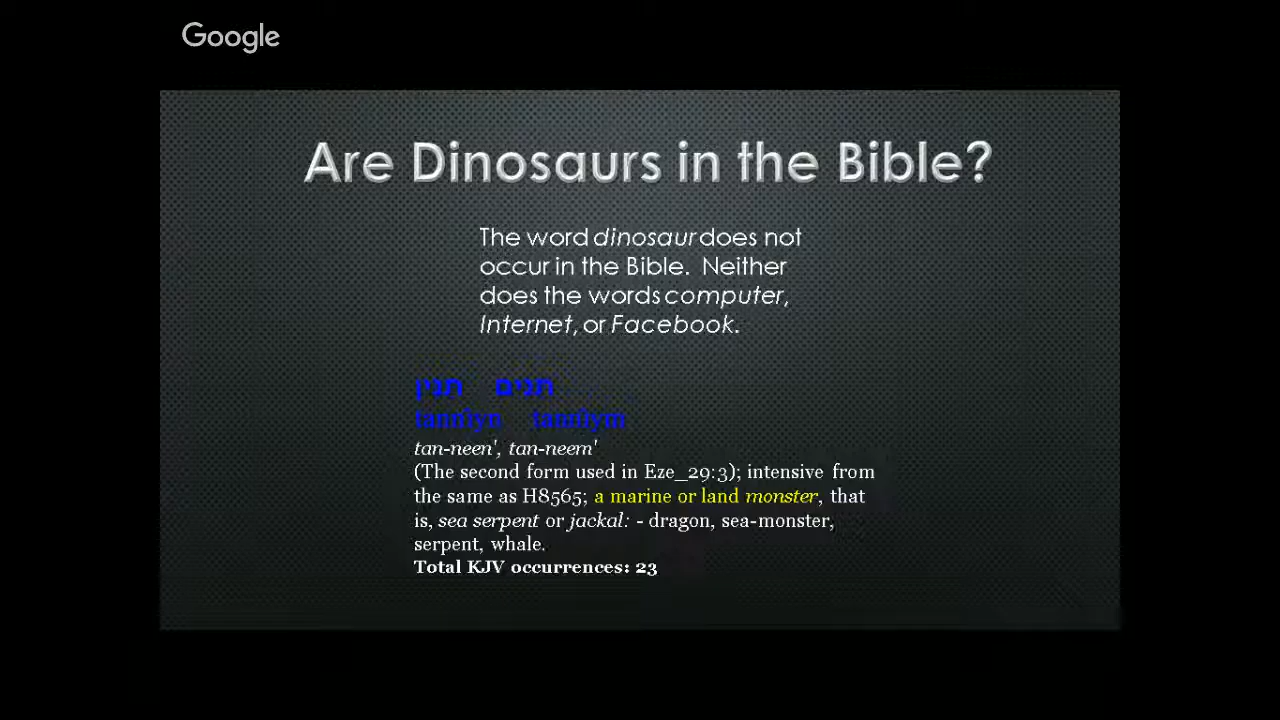 Google
Are Dinosaurs in the Bible?
The word dinosaur does not
occur in the Bible. Neither
does the words computer,
Internet, or Facebook.
תנין תנים
tannîyn tannîym
tan-neen', tan-neem'
(The second form used in Eze_29:3); intensive from
the same as H8565; a marine or land monster, that
is, sea serpent or jackal: - dragon, sea-monster,
serpent, whale.
Total KJV occurrences: 23